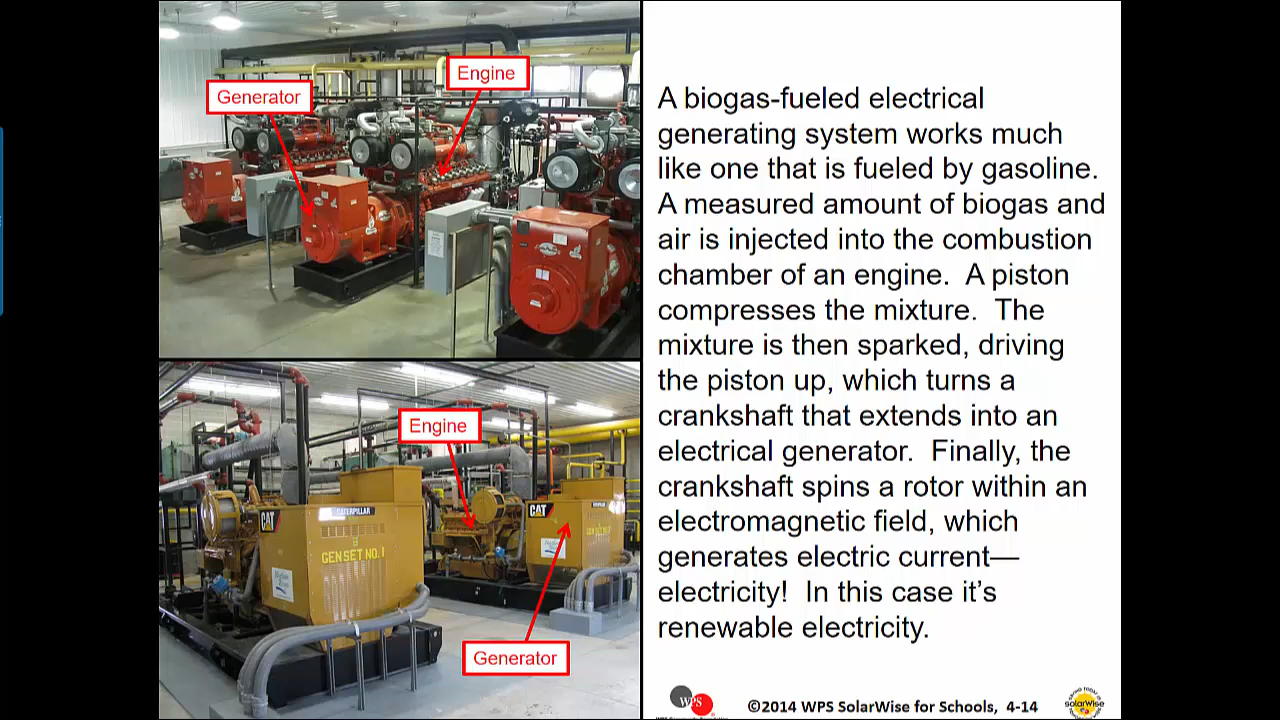 Generator
Engine
Engine
CAT
CATERPILLAR
GEN SET NO. 1
CAT
Generator
A biogas-fueled electrical
generating system works much
like one that is fueled by gasoline.
A measured amount of biogas and
air is injected into the combustion
chamber of an engine.  A piston
compresses the mixture.  The
mixture is then sparked, driving
the piston up, which turns a
crankshaft that extends into an
electrical generator.  Finally, the
crankshaft spins a rotor within an
electromagnetic field, which
generates electric current—
electricity!  In this case it’s
renewable electricity.
WPS
©2014 WPS SolarWise for Schools,  4-14
solarWise